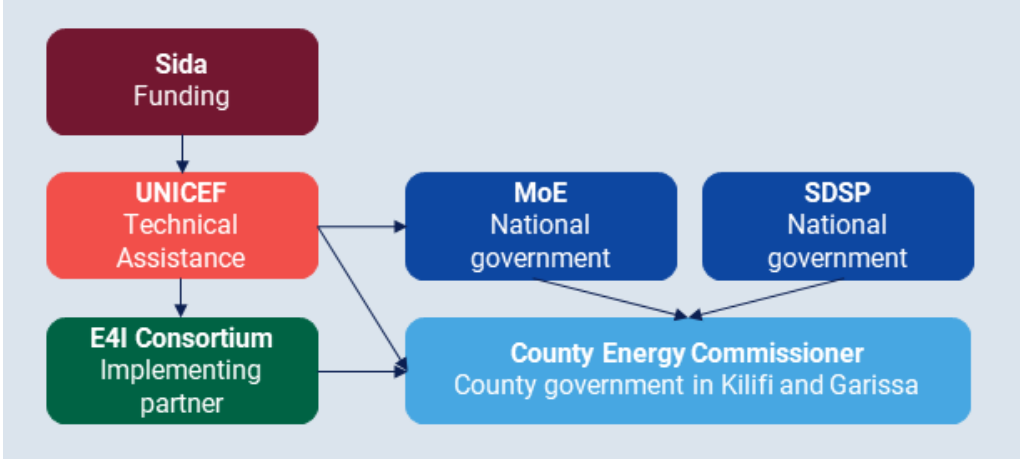 Sida
Funding
UNICEF
Technical
Assistance
MoE
National
government
SDSP
National
government
E4I Consortium
Implementing
partner
County Energy Commissioner
County government in Kilifi and Garissa